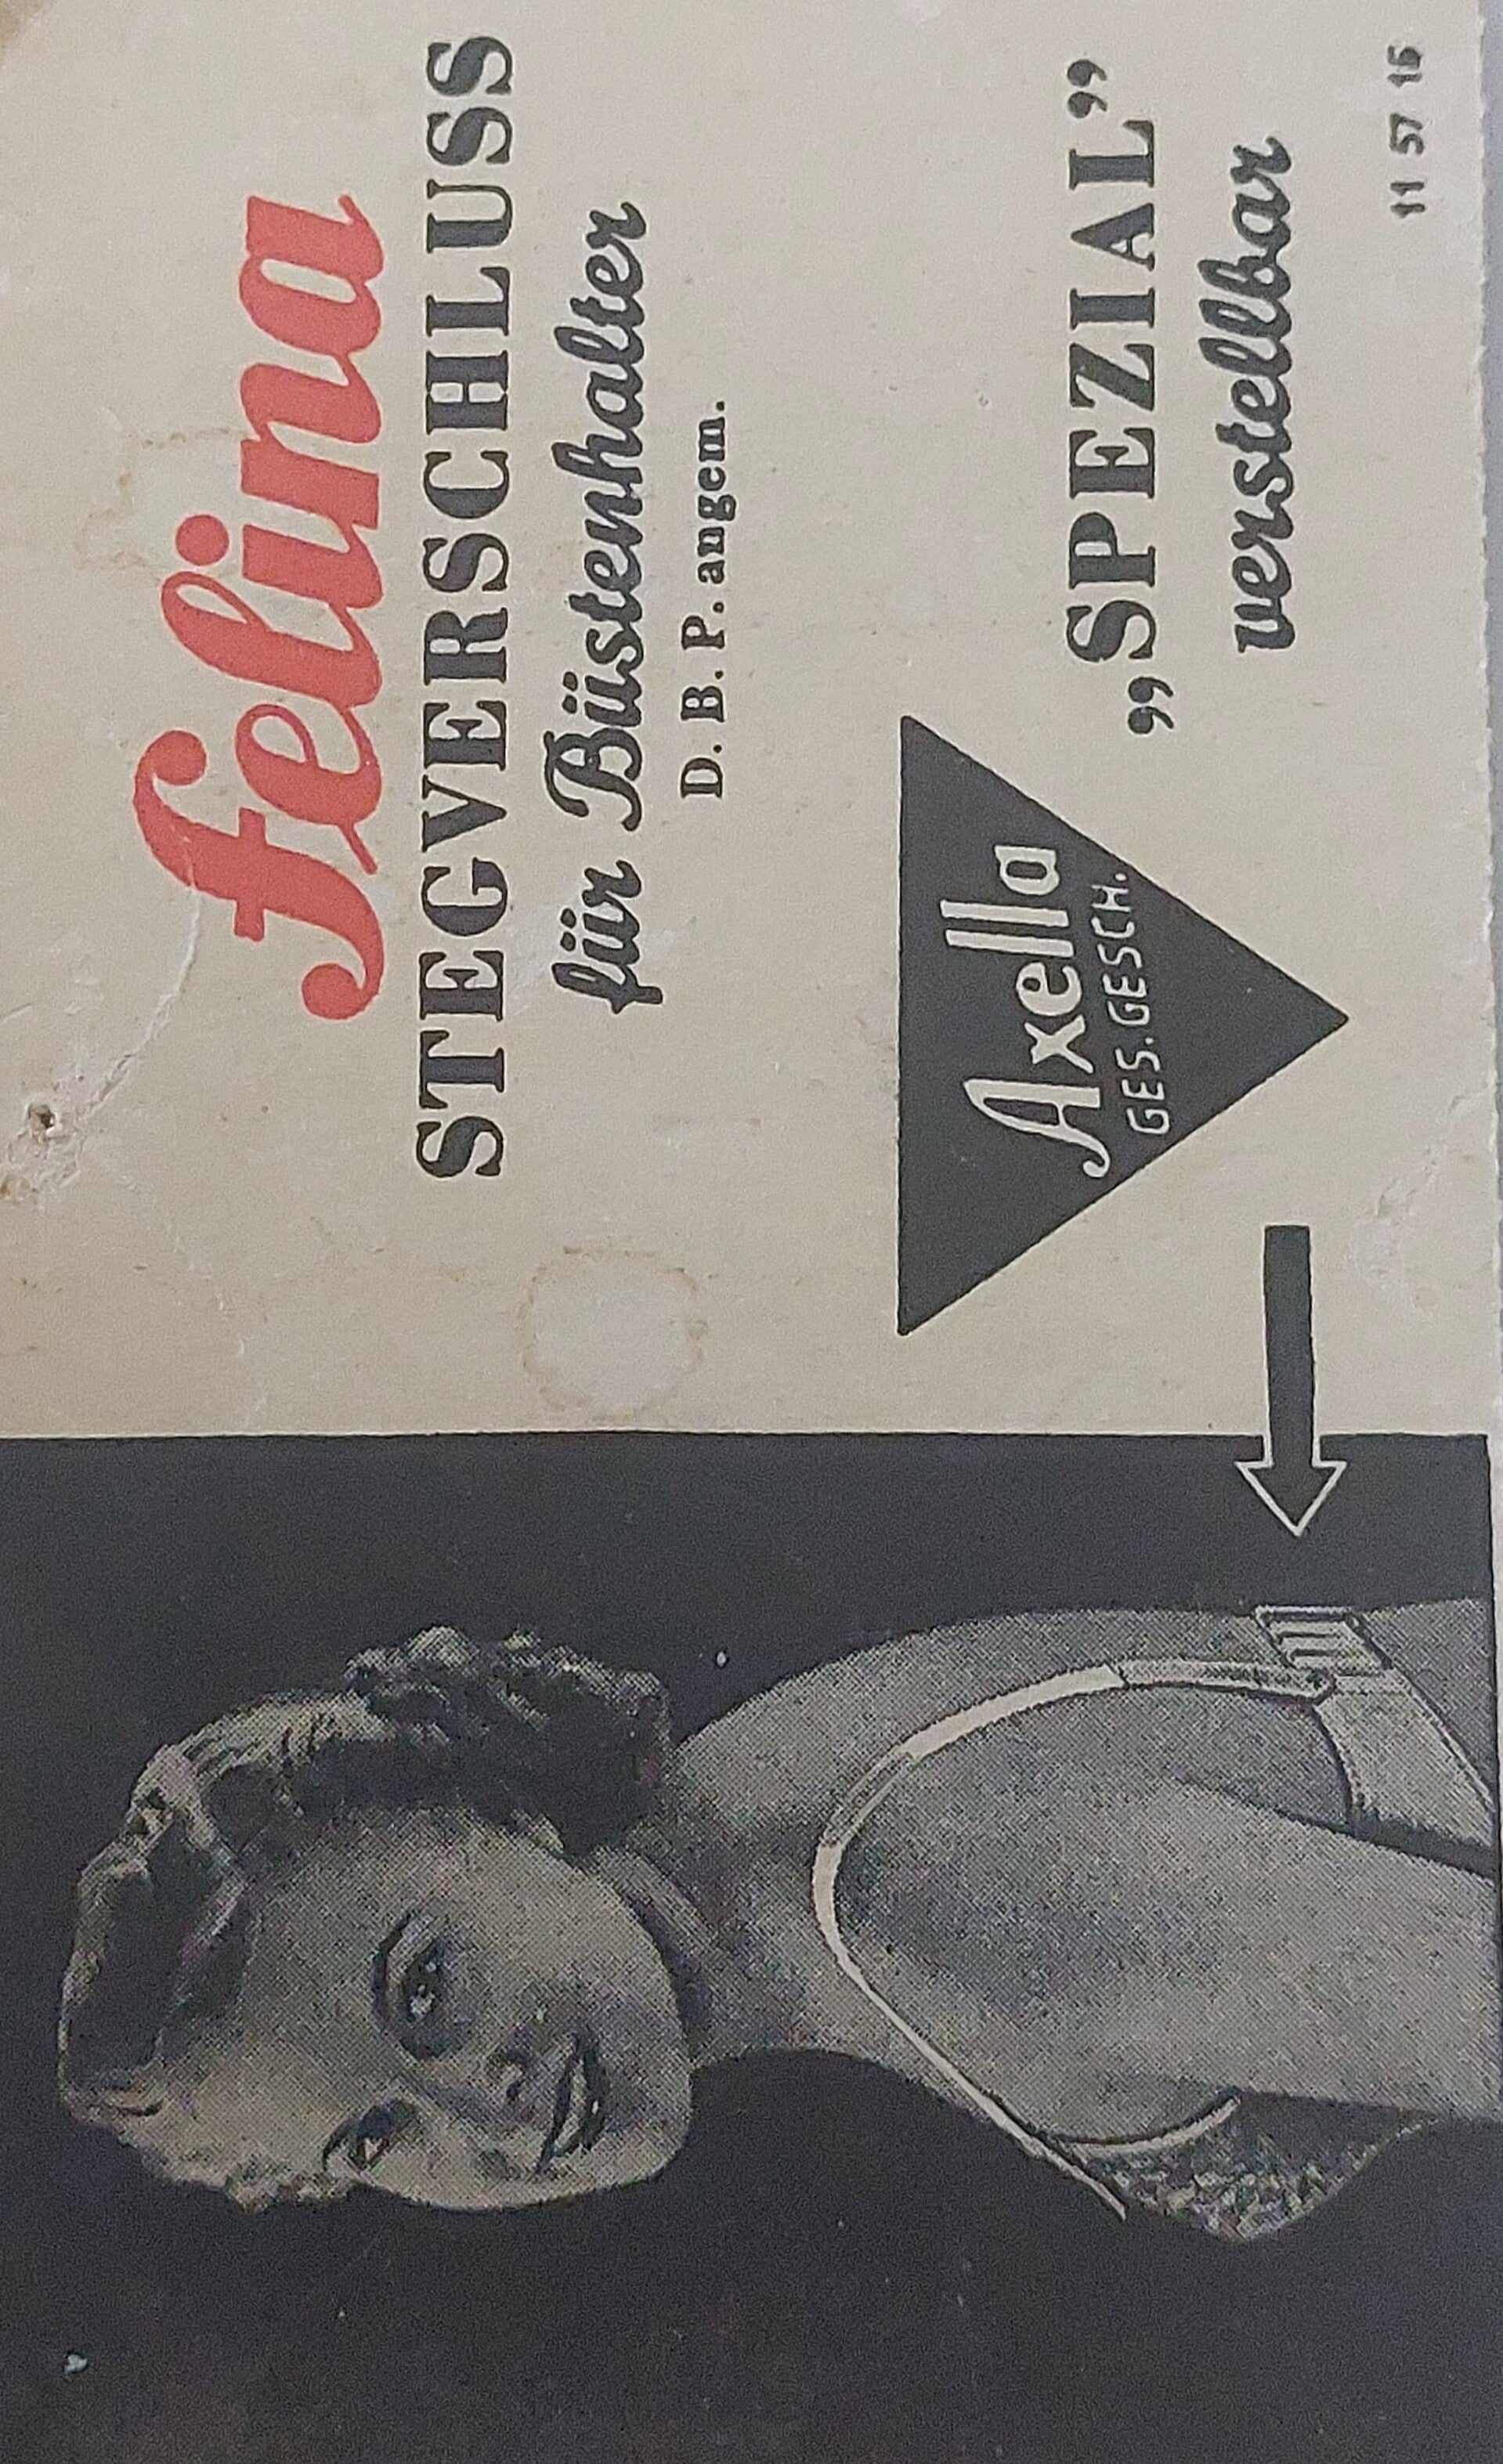 felina
STEGVERSCHLUSS
für Büstenhalter
D. B. P. angem.
Axella
GES. GESCH.
„SPEZIAL”
verstellbar
11 57 15